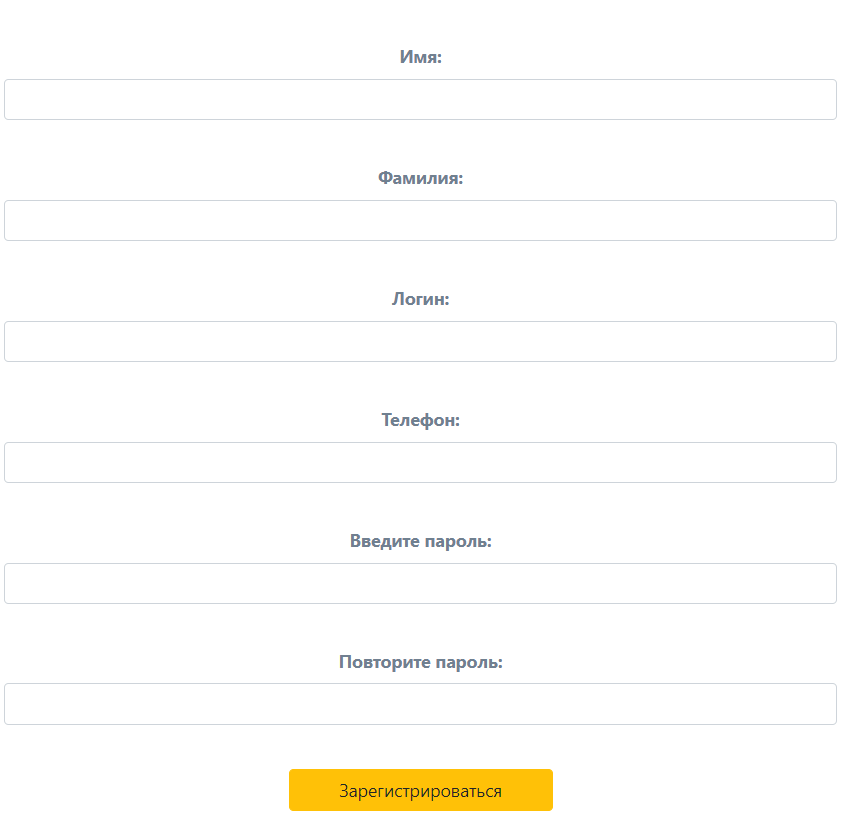 Имя:
Фамилия:
Логин:
Телефон:
Введите пароль:
Повторите пароль:
Зарегистрироваться